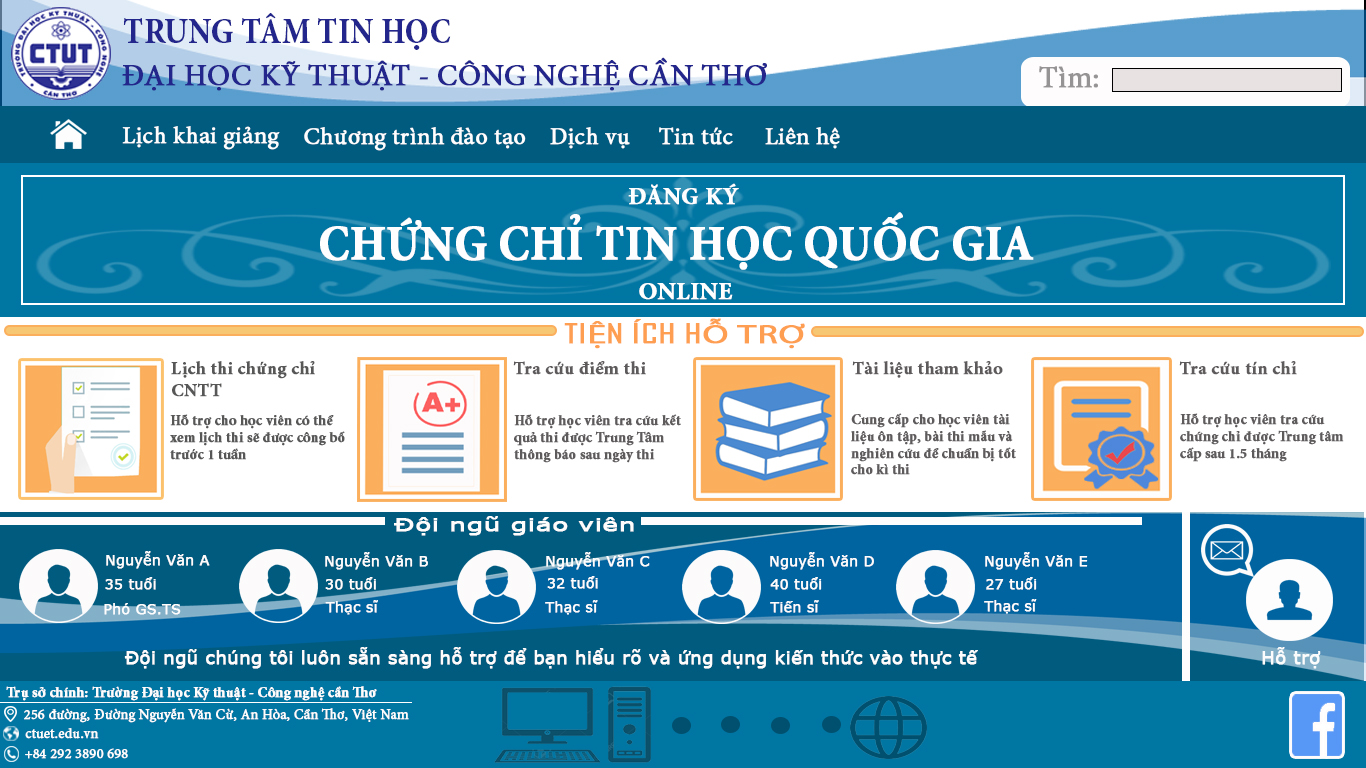 TRƯỜNG ĐẠI HỌC KỸ THUẬT - CÔNG NGHỆ
CTUT
CẦN THƠ
TRUNG TÂM TIN HỌC
ĐẠI HỌC KỸ THUẬT - CÔNG NGHỆ CẦN THƠ
Tìm:
Lịch khai giảng Chương trình đào tạo Dịch vụ Tin tức Liên hệ
ĐĂNG KÝ
CHỨNG CHỈ TIN HỌC QUỐC GIA
ONLINE
TIỆN ÍCH HỖ TRỢ
Lịch thi chứng chỉ
CNTT
Hỗ trợ cho học viên có thể
xem lịch thi sẽ được công bố
trước 1 tuần
A+
Tra cứu điểm thi
Hỗ trợ học viên tra cứu kết
quả thi được Trung Tâm
thông báo sau ngày thi
Tài liệu tham khảo
Cung cấp cho học viên tài
liệu ôn tập, bài thi mẫu và
nghiên cứu để chuẩn bị tốt
cho kì thi
Tra cứu tín chỉ
Hỗ trợ học viên tra cứu
chứng chỉ được Trung tâm
cấp sau 1.5 tháng
Đội ngũ giáo viên
Nguyễn Văn A
35 tuổi
Phó GS.TS
Nguyễn Văn B
30 tuổi
Thạc sĩ
Nguyễn Văn C
32 tuổi
Thạc sĩ
Nguyễn Văn D
40 tuổi
Tiến sĩ
Nguyễn Văn E
27 tuổi
Thạc sĩ
Đội ngũ chúng tôi luôn sẵn sàng hỗ trợ để bạn hiểu rõ và ứng dụng kiến thức vào thực tế
Hỗ trợ
Trụ sở chính: Trường Đại học Kỹ thuật - Công nghệ cần Thơ
256 đường, Đường Nguyễn Văn Cừ, An Hòa, Cần Thơ, Việt Nam
ctuet.edu.vn
+84 292 3890 698
f